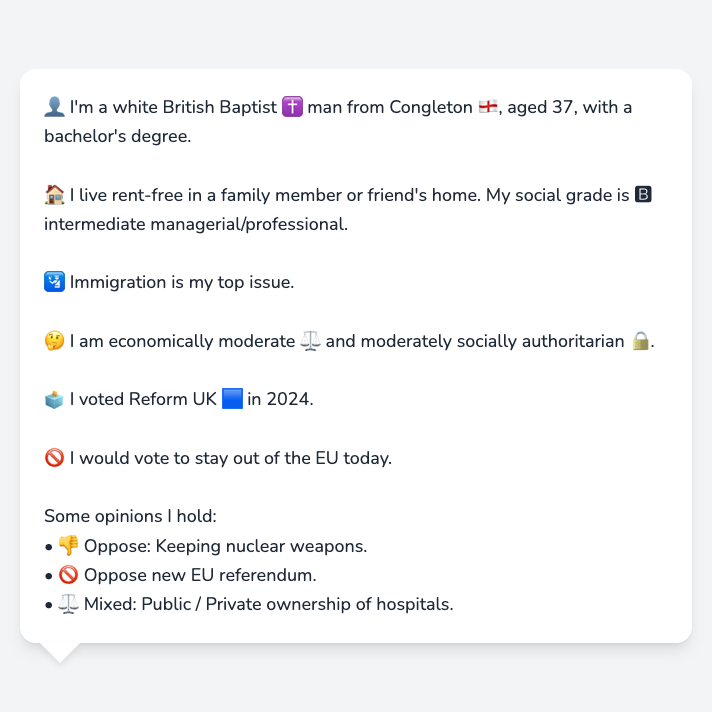 👤 I'm a white British Baptist ✝️ man from Congleton 🏴󠁧󠁢󠁥󠁮󠁧󠁿, aged 37, with a
bachelor's degree.
🏠 I live rent-free in a family member or friend's home. My social grade is 🅱
intermediate managerial/professional.
🛂 Immigration is my top issue.
🤔 I am economically moderate ⚖️ and moderately socially authoritarian 🔒.
🗳️ I voted Reform UK 🟦 in 2024.
🚫 I would vote to stay out of the EU today.
Some opinions I hold:
• 👎 Oppose: Keeping nuclear weapons.
• 🚫 Oppose new EU referendum.
• ⚖️ Mixed: Public / Private ownership of hospitals.